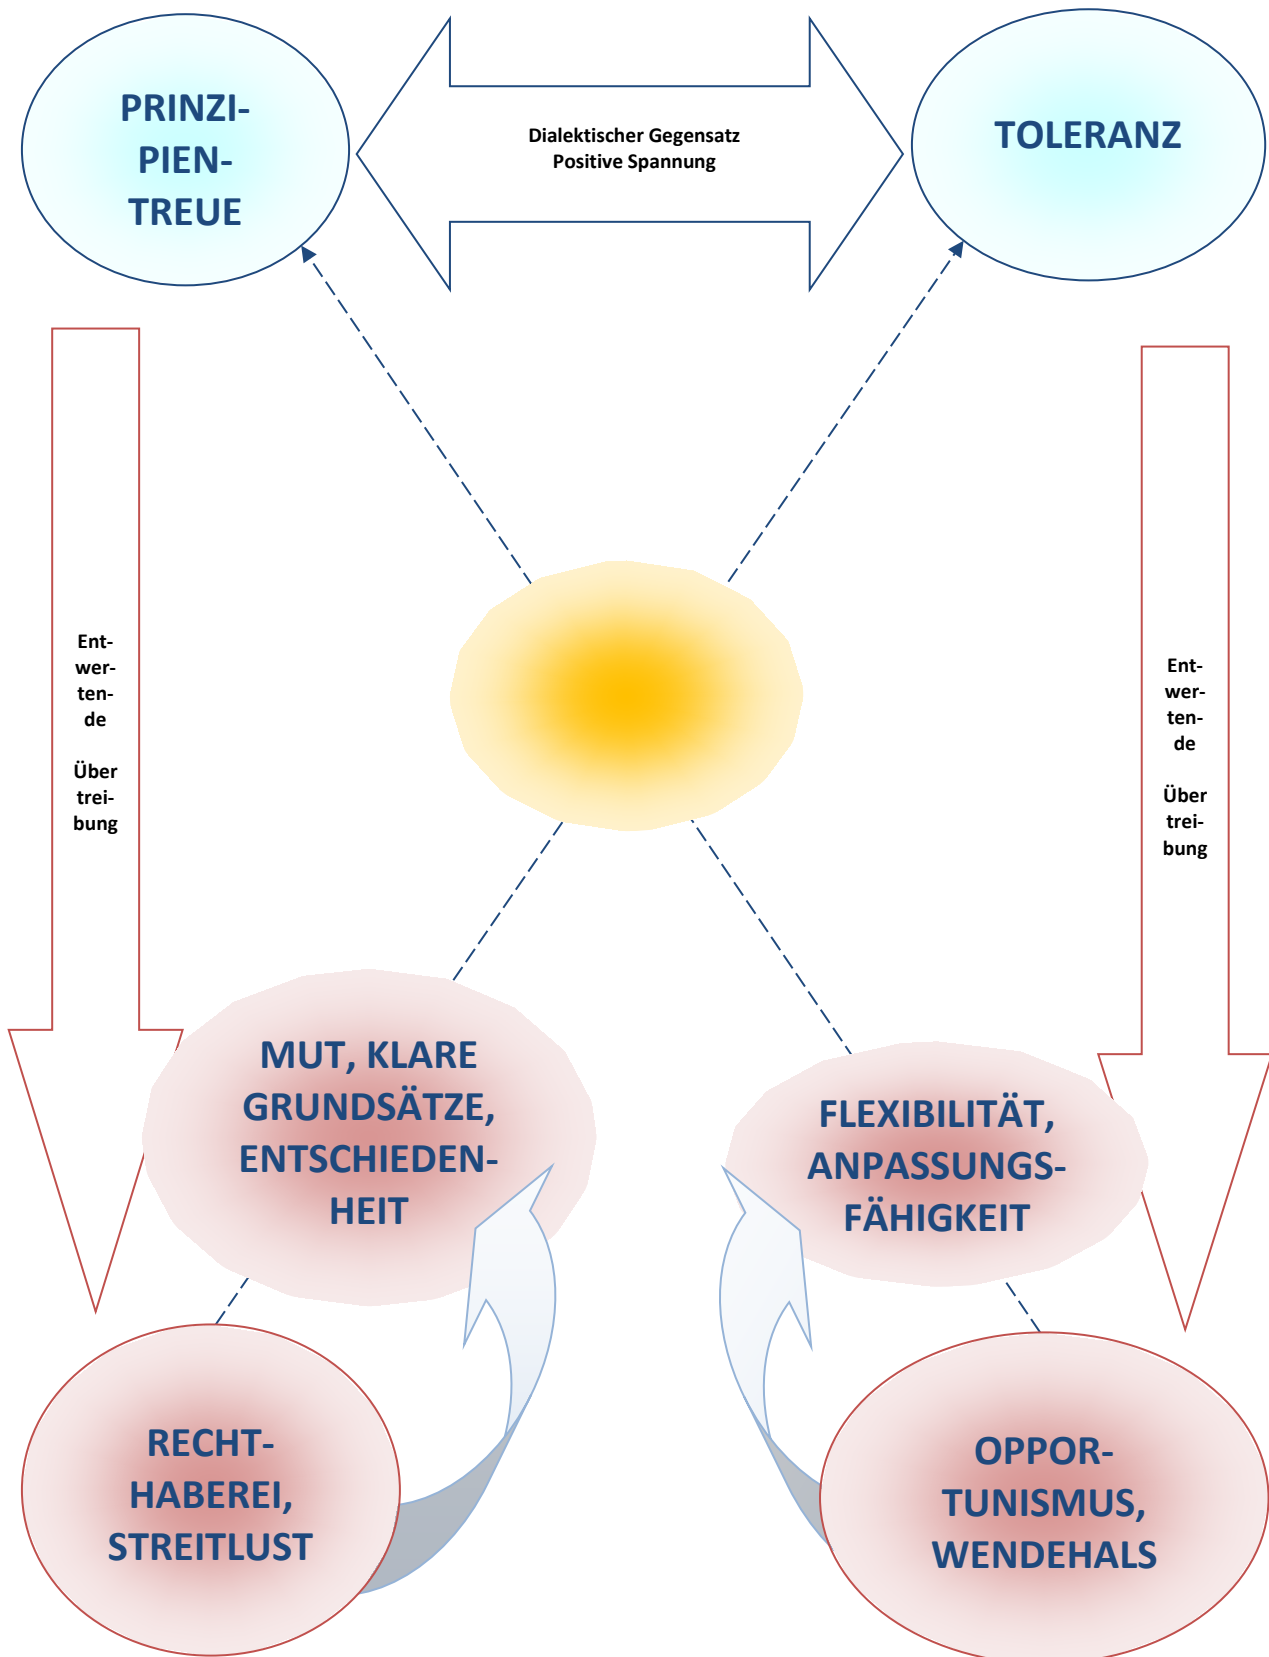 PRINZI-
PIEN-
TREUE
Dialektischer Gegensatz
Positive Spannung
TOLERANZ
Ent-
wer-
ten-
de
Über
trei-
bung
Ent-
wer-
ten-
de
Über
trei-
bung
MUT, KLARE
GRUNDSÄTZE,
ENTSCHIEDEN-
HEIT
FLEXIBILITÄT,
ANPASSUNGS-
FÄHIGKEIT
RECHT-
HABEREI,
STREITLUST
OPPOR-
TUNISMUS,
WENDEHALS